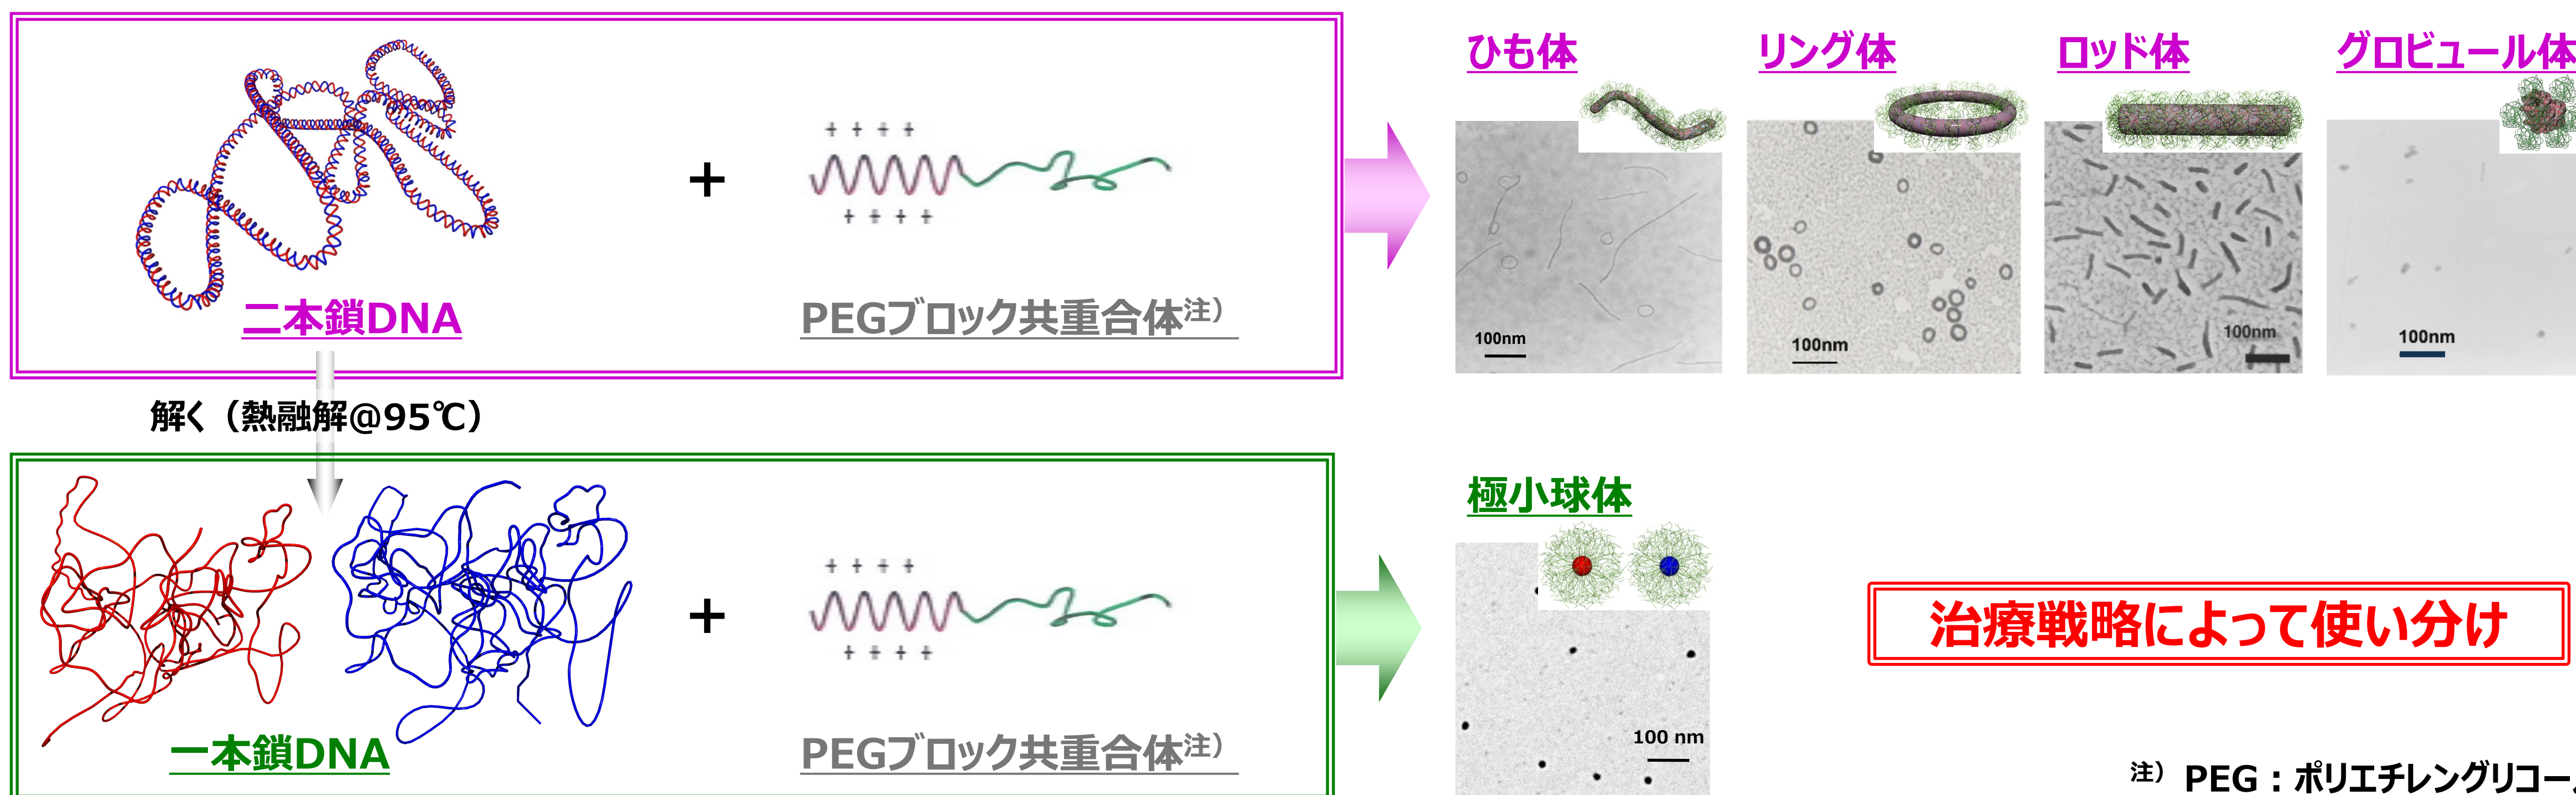 ひも体
リング体
ロッド体
グロビュール体
+ + + +
+
+ + + +
二本鎖DNA
PEGブロック共重合体注）
100nm
100nm
100nm
100nm
解く（熱融解@95℃）
極小球体
+ + + +
+
+ + + +
治療戦略によって使い分け
一本鎖DNA
PEGブロック共重合体注）
100 nm
注）PEG：ポリエチレングリコー